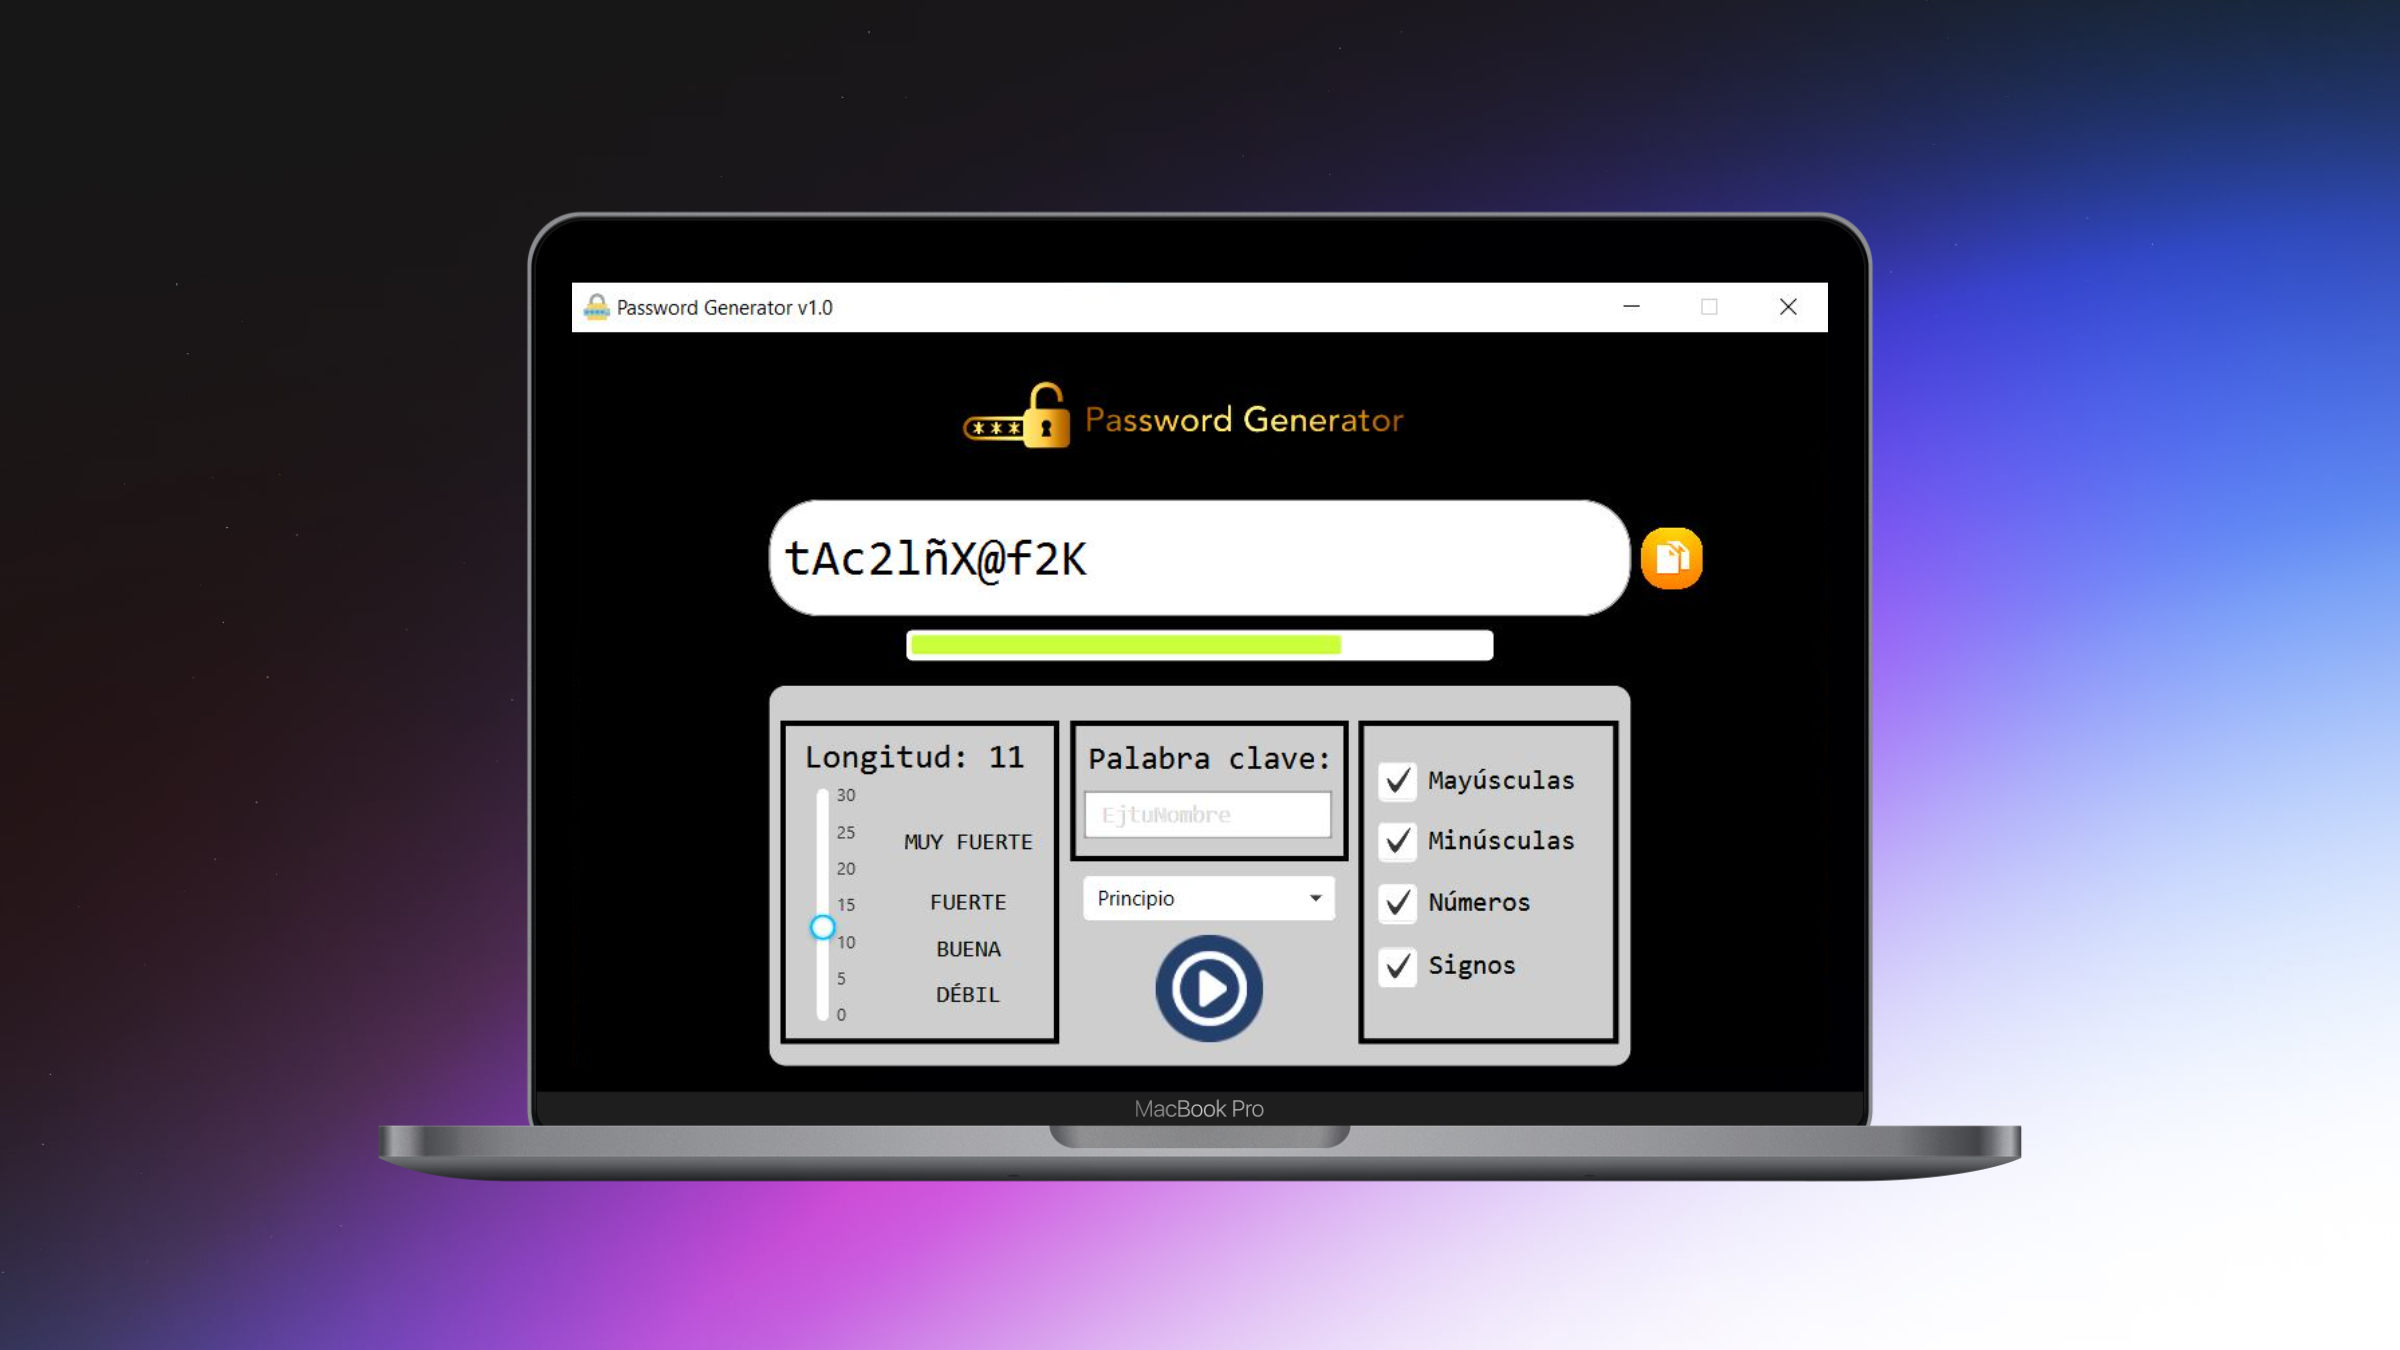 Password Generator v1.0
***
Password Generator
tAc2lñX@f2K
Longitud: 11
30
25
20
15
10
5
0
MUY FUERTE
FUERTE
BUENA
DÉBIL
Palabra clave:
EjtuNombre
Principio
Mayúsculas
Minúsculas
Números
Signos
MacBook Pro